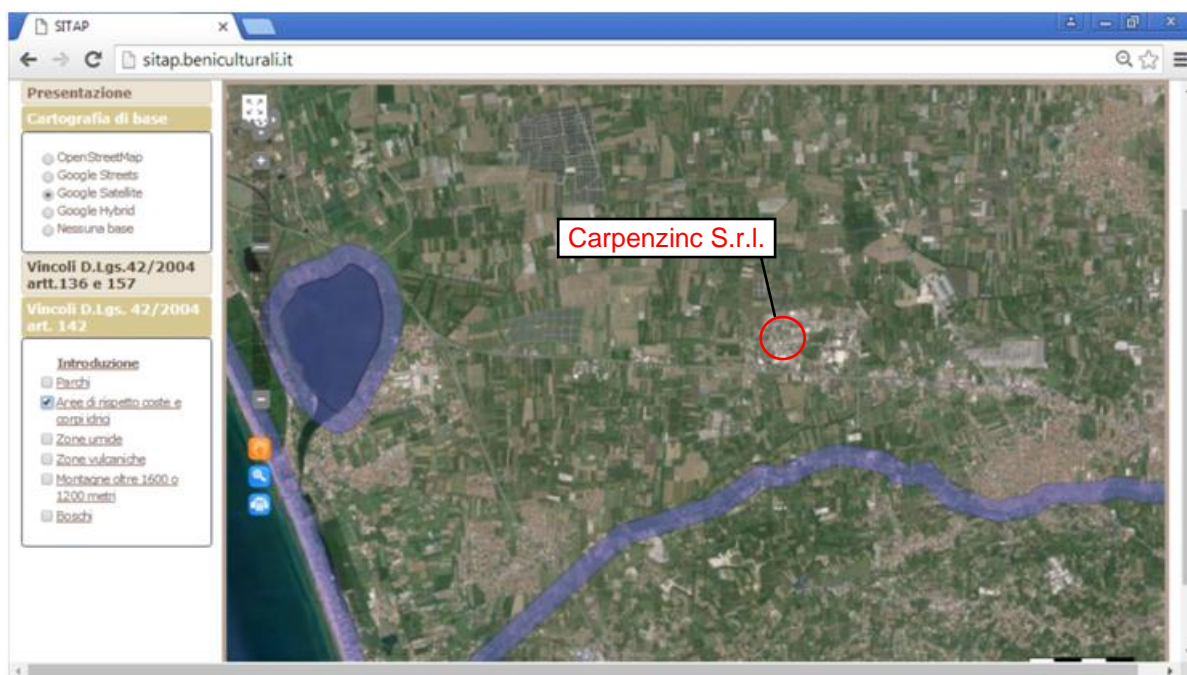 SITAP
sitap.beniculturali.it
Presentazione
Cartografia di base
OpenStreetMap
Google Streets
Google Satellite
Google Hybrid
Nessuna base
Vincoli D.Lgs.42/2004
artt.136 e 157
Vincoli D.Lgs. 42/2004
art. 142
Introduzione
Parchi
Aree di rispetto coste e
corpi idrici
Zone umide
Zone vulcaniche
Montagne oltre 1600 o
1200 metri
Boschi
Carpenzinc S.r.l.